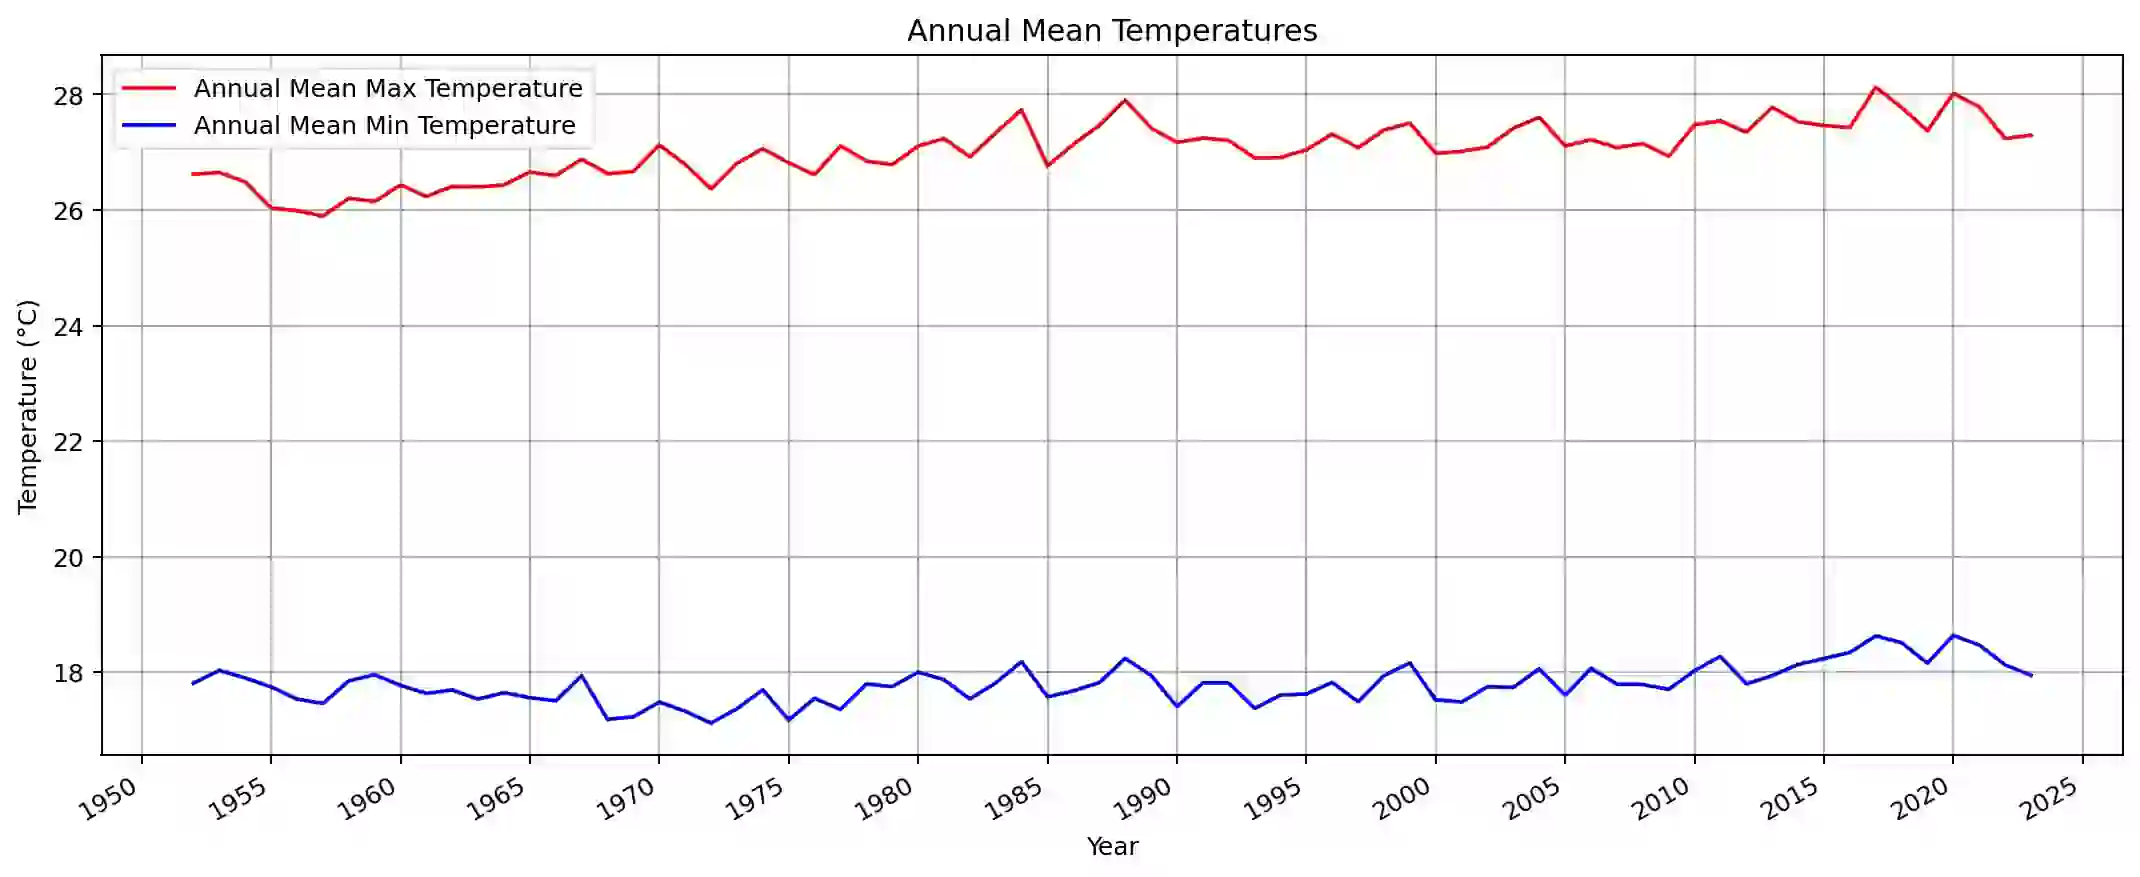 Annual Mean Temperatures
Annual Mean Max Temperature
Annual Mean Min Temperature
Temperature (°C)
28
26
24
22
20
18
1950 1955 1960 1965 1970 1975 1980 1985 1990 1995 2000 2005 2010 2015 2020 2025
Year